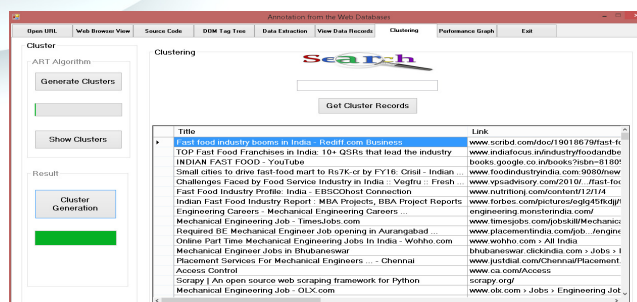 Annotation from the Web Databases
Open URL Web Browser View Source Code DOM Tag Tree Data Extraction View Data Records Clustering Performance Graph Exit
Cluster
ART Algorithm
Generate Clusters
Show Clusters
Result
Cluster Generation
Clustering
Search
Get Cluster Records
Title Link
Fast food industry booms in India - Rediff.com Business www.scribd.com/doc/19018679/fast-fo
TOP Fast Food Franchises in India: 10+ QSRs that lead the industry www.indiafocus.in/industry/foodandbe
INDIAN FAST FOOD - YouTube books.google.co.in/books?isbn=8180
Small cities to drive fast-food mart to Rs7K-cr by FY16: Crisil - Indian ... www.foodindustryindia.com:9080/new
Challenges Faced by Food Service Industry in India :: Vegfru :: Fresh ... www.vpsadvisory.com/2010/.../fast-fo
Fast Food Industry Profile: India - EBSCOhost Connection www.nutrifionj.com/content/12/1/4
Indian Fast Food Industry Report : MBA Projects, BBA Project Reports www.forbes.com/pictures/eglg45fkdjj/
Engineering Careers - Mechanical Engineering Careers ... engineering.monsterindia.com/
Mechanical Engineering Job - TimesJobs.com www.timesjobs.com/jobskill/Mechanica
Required BE Mechanical Engineer Job opening in Aurangabad ... www.placementindia.com/job.../engine
Online Part Time Mechanical Engineering Jobs In India - Wohho.com www.wohho.com › All India
Mechanical Engineer Jobs in Bhubaneswar bhubaneswar.clickindia.com › Jobs ›
Placement Services For Mechanical Engineers ... - Chennai www.justdial.com/Chennai/Placement
Access Control www.ca.com/Access
Scrapy | An open source web scraping framework for Python scrapy.org/
Mechanical Engineering Job - OLX.com www.olx.com › Jobs › Engineering Jot